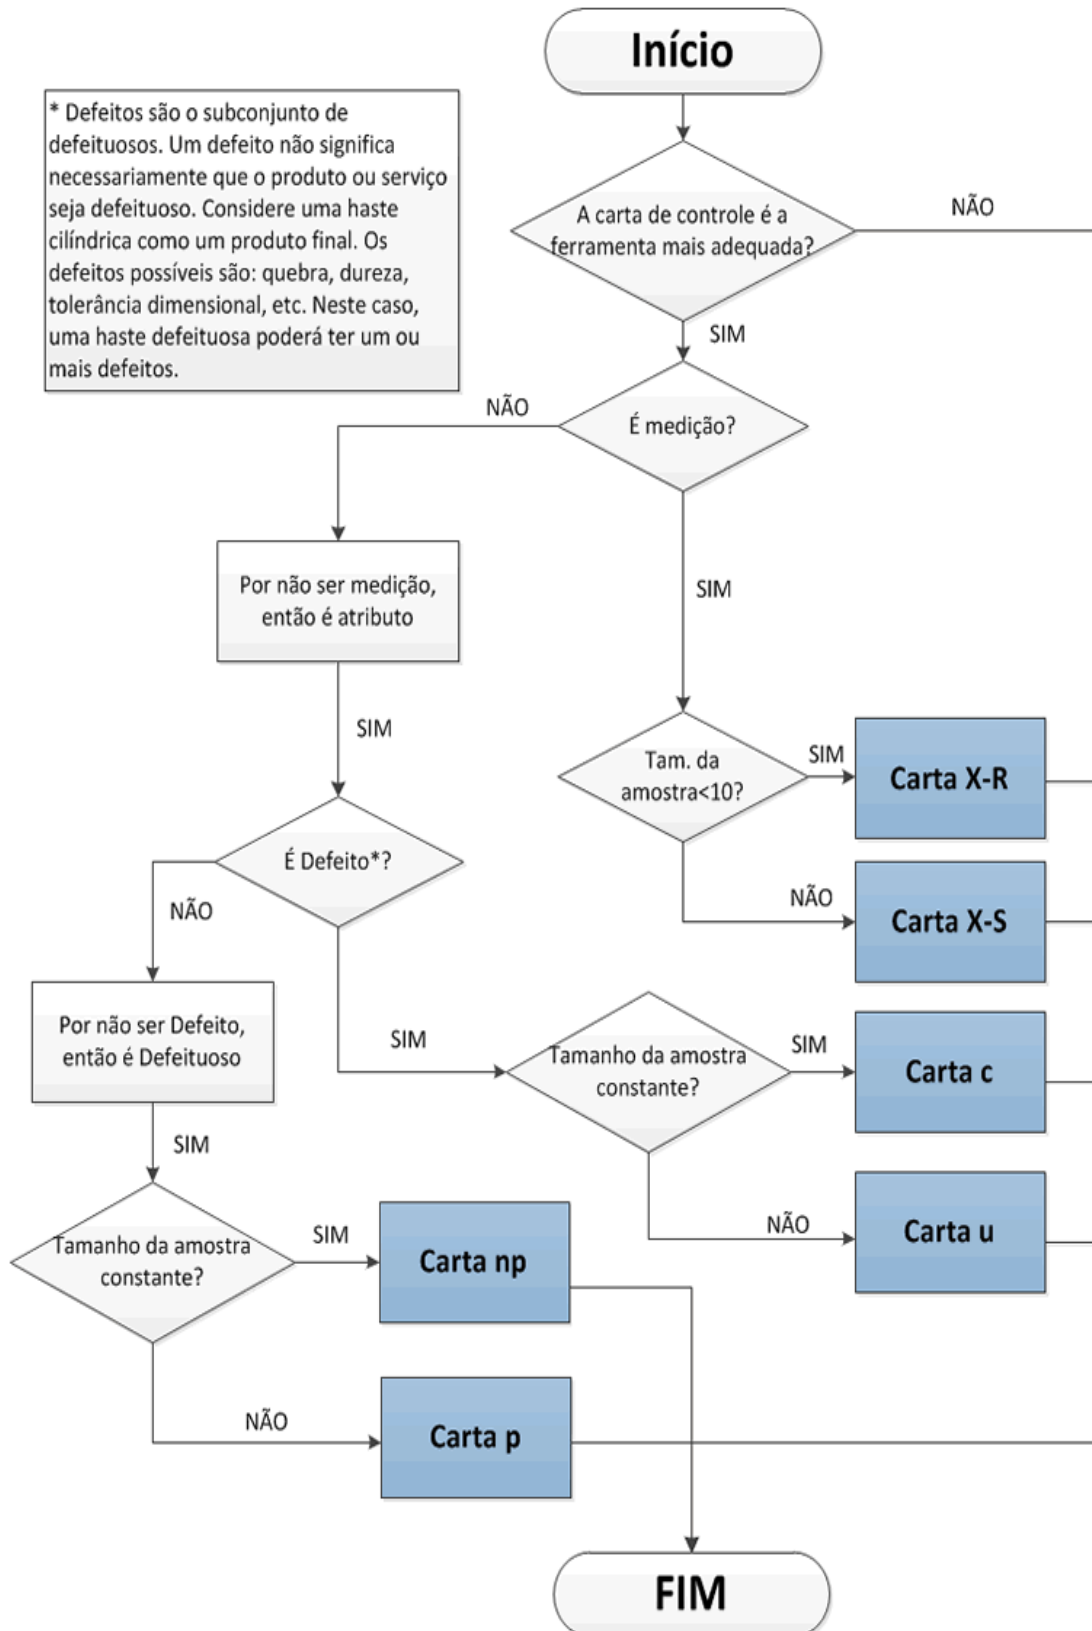 Início
* Defeitos são o subconjunto de
defeituosos. Um defeito não significa
necessariamente que o produto ou serviço
seja defeituoso. Considere uma haste
cilíndrica como um produto final. Os
defeitos possíveis são: quebra, dureza,
tolerância dimensional, etc. Neste caso,
uma haste defeituosa poderá ter um ou
mais defeitos.
A carta de controle é a
ferramenta mais adequada?
NÃO
SIM
É medição?
NÃO
SIM
Por não ser medição,
então é atributo
SIM
Tam. da
amostra<10?
SIM
Carta X-R
NÃO
Carta X-S
É Defeito*?
NÃO
SIM
Por não ser Defeito,
então é Defeituoso
SIM
Tamanho da amostra
constante?
SIM
Carta c
NÃO
Carta u
Tamanho da amostra
constante?
SIM
Carta np
NÃO
Carta p
FIM